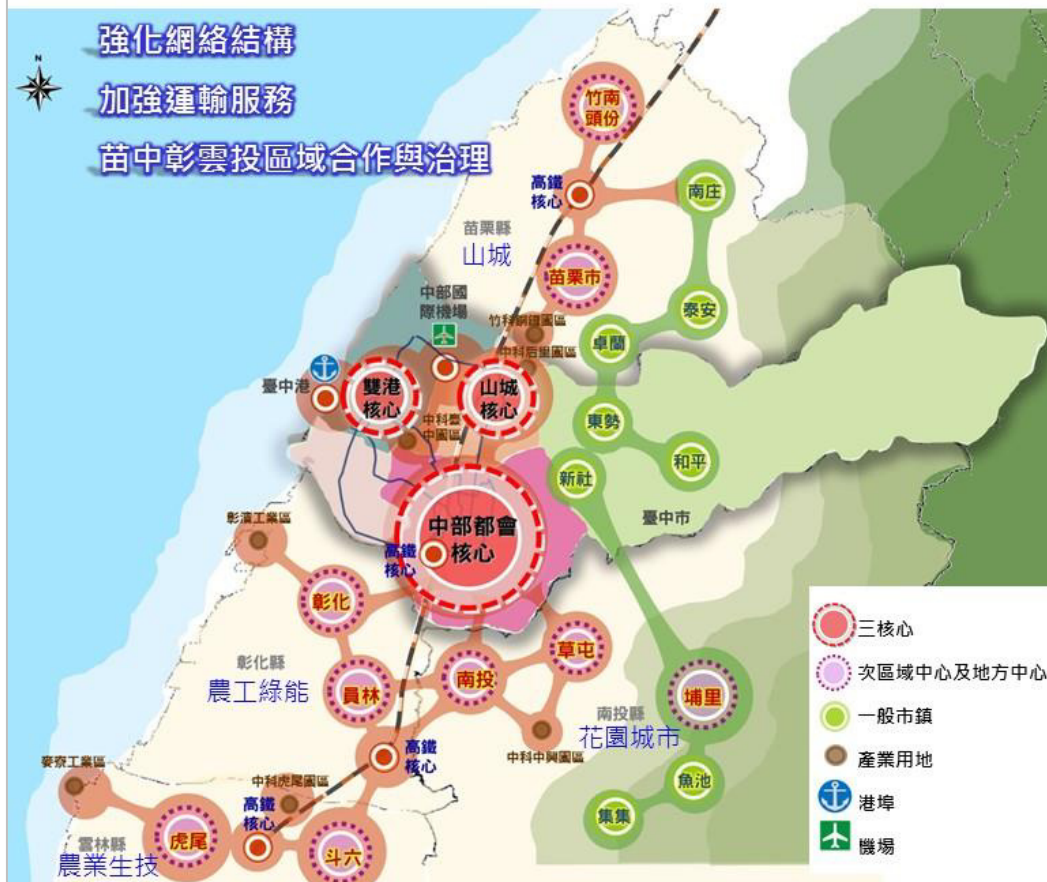 強化網絡結構
加強運輸服務
苗中彰雲投區域合作與治理
N
竹南
頭份
高鐵
核心
南庄
苗栗縣
山城
苗栗市
中部國
際機場
竹科銅鑼園區
泰安
卓蘭
中科后里園區
臺中港
雙港
核心
山城
核心
中科臺
中園區
東勢
和平
新社
臺中市
中部都會
核心
高鐵
核心
彰濱工業區
彰化
草屯
彰化縣
農工綠能
員林
南投
埔里
南投縣
花園城市
中科中興園區
高鐵
核心
麥寮工業區
中科虎尾園區
魚池
集集
高鐵
核心
虎尾
斗六
雲林縣
農業生技
三核心
次區域中心及地方中心
一般市鎮
產業用地
港埠
機場